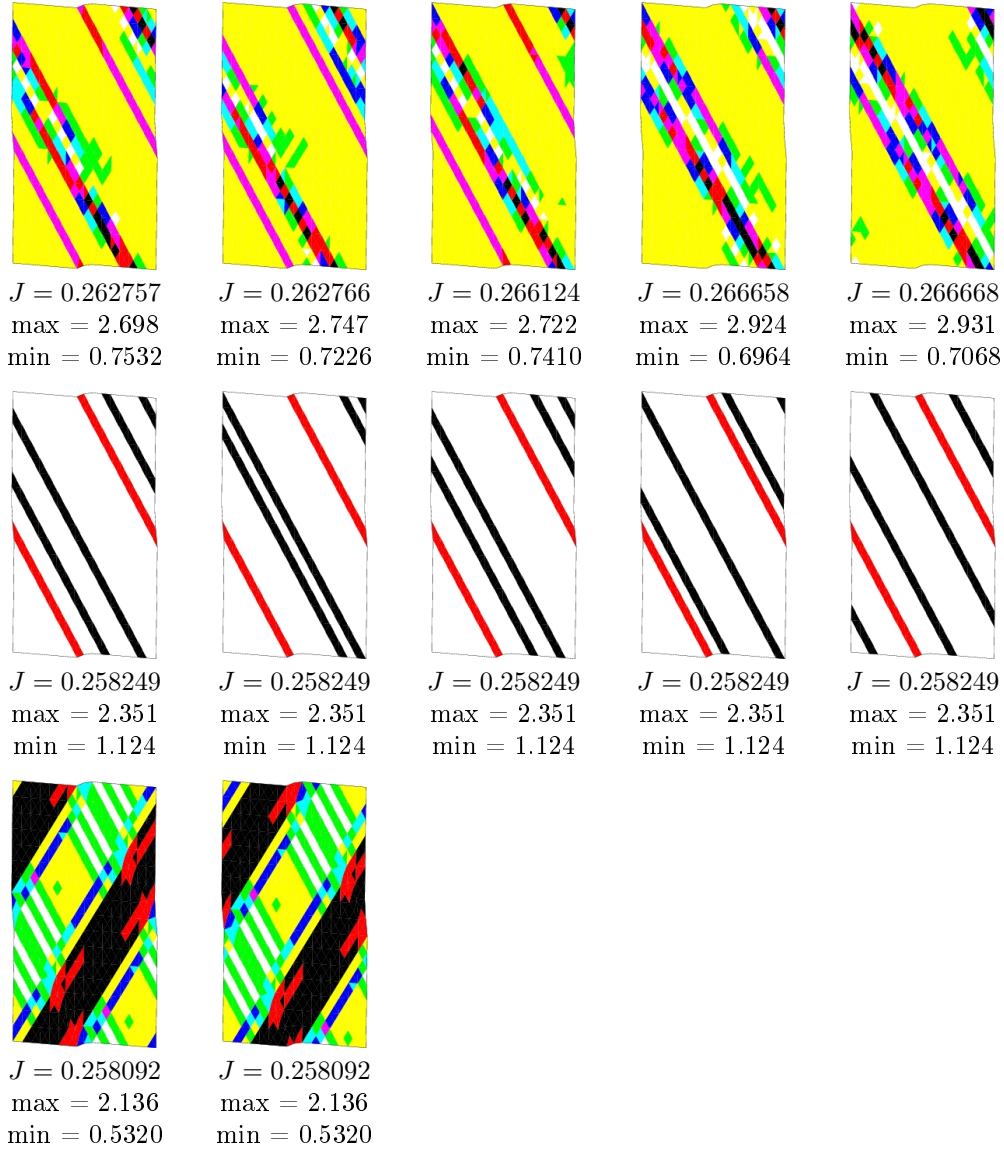 J = 0.262757 J = 0.262766 J = 0.266124 J = 0.266658 J = 0.266668
max = 2.698 max = 2.747 max = 2.722 max = 2.924 max = 2.931
min = 0.7532 min = 0.7226 min = 0.7410 min = 0.6964 min = 0.7068
J = 0.258249 J = 0.258249 J = 0.258249 J = 0.258249 J = 0.258249
max = 2.351 max = 2.351 max = 2.351 max = 2.351 max = 2.351
min = 1.124 min = 1.124 min = 1.124 min = 1.124 min = 1.124
J = 0.258092 J = 0.258092
max = 2.136 max = 2.136
min = 0.5320 min = 0.5320